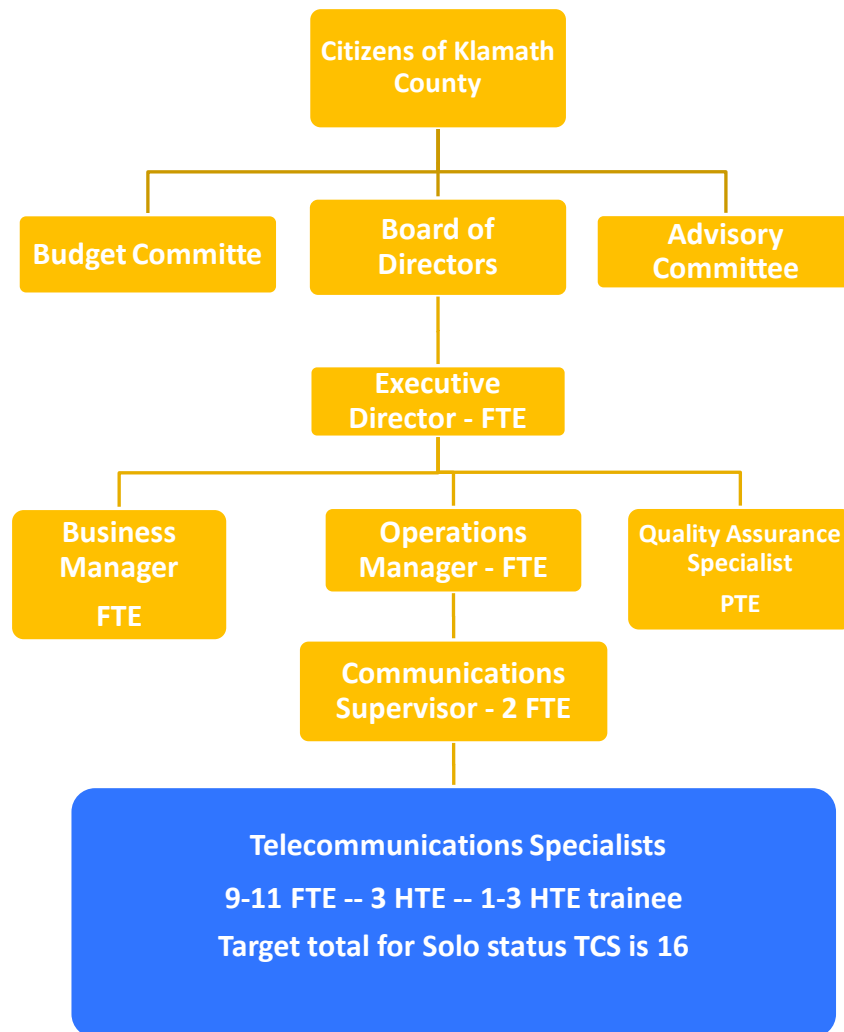 Citizens of Klamath
County
Budget Committe
Board of
Directors
Advisory
Committee
Executive
Director - FTE
Business
Manager
FTE
Operations
Manager - FTE
Quality Assurance
Specialist
PTE
Communications
Supervisor - 2 FTE
Telecommunications Specialists
9-11 FTE -- 3 HTE -- 1-3 HTE trainee
Target total for Solo status TCS is 16